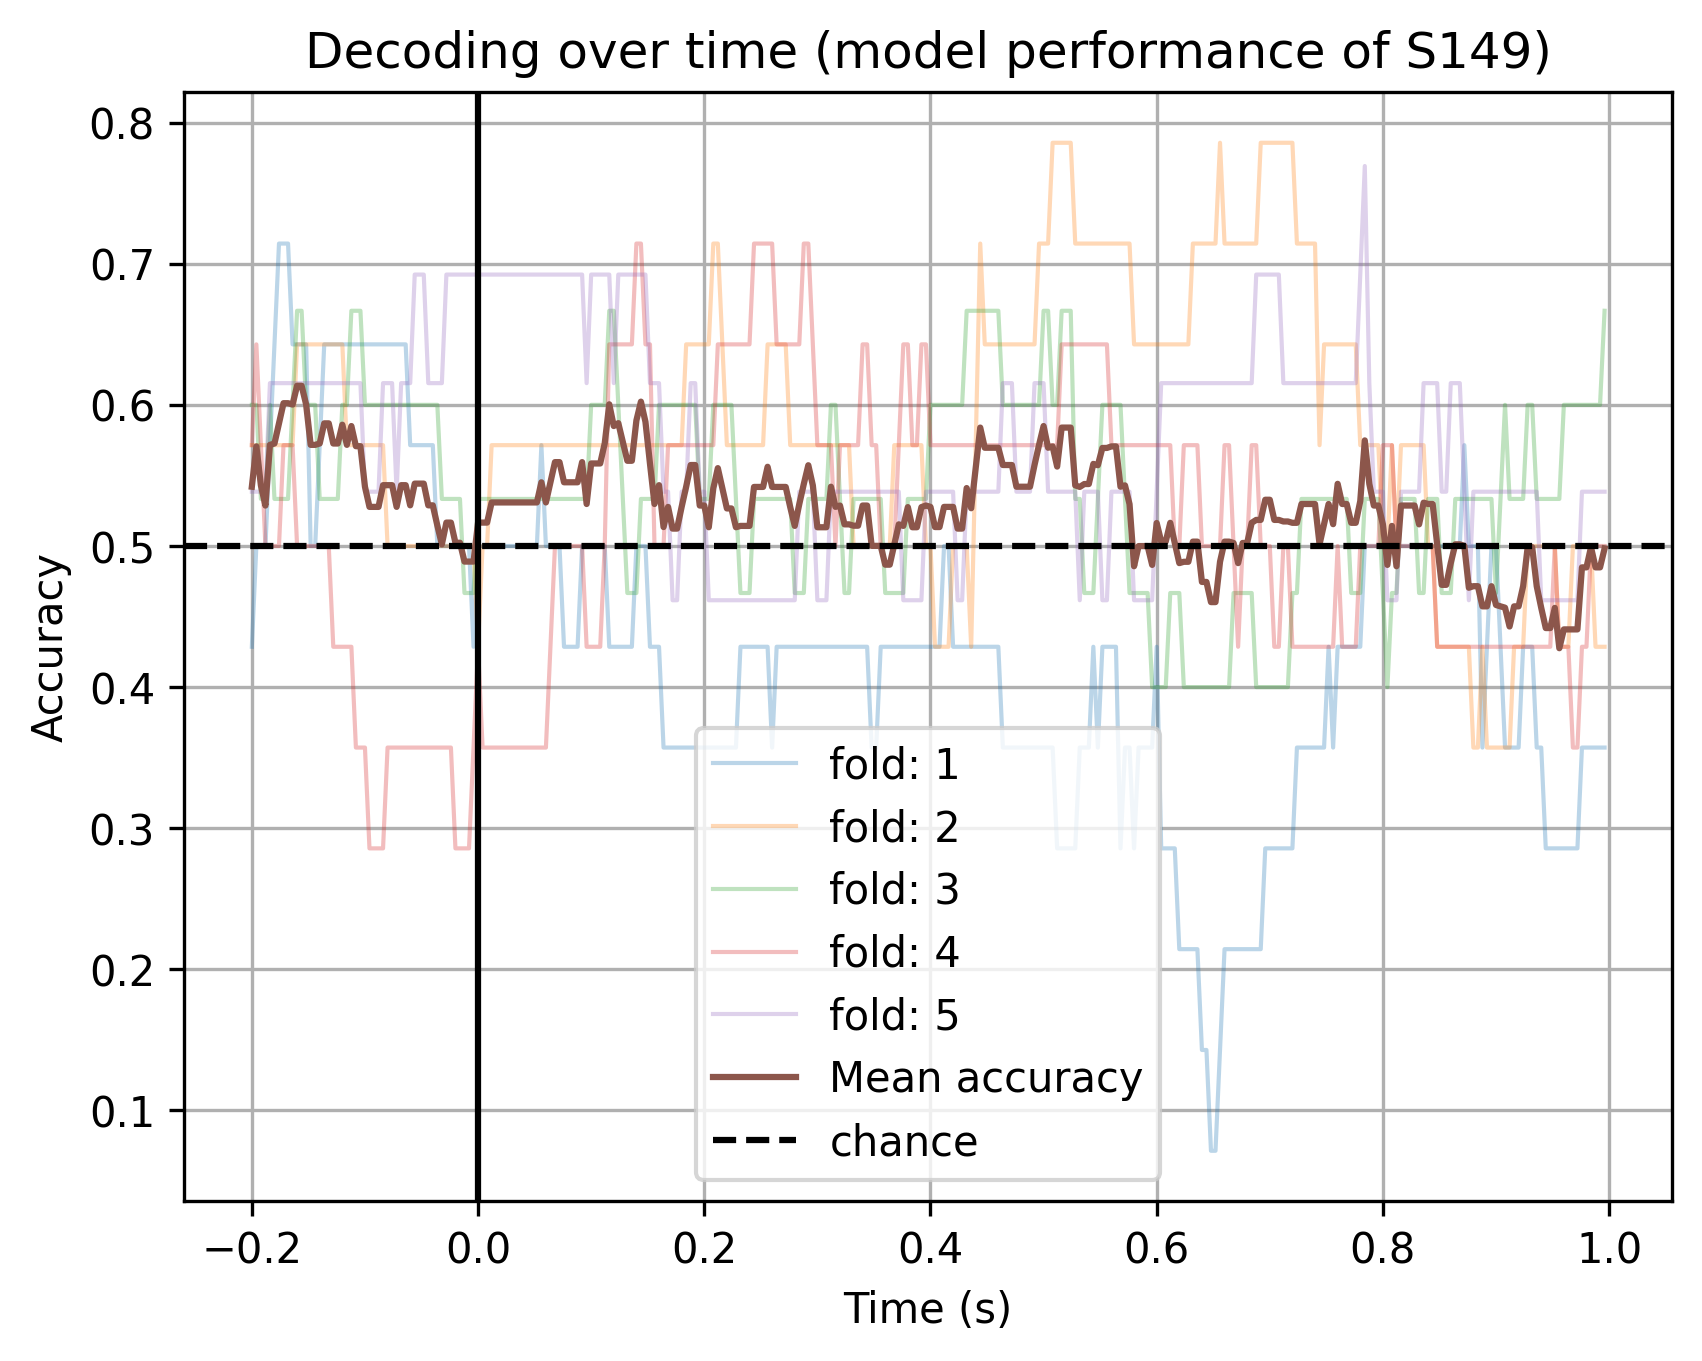 Decoding over time (model performance of S149)
Accuracy
0.8
0.7
0.6
0.5
0.4
0.3
0.2
0.1
fold: 1
fold: 2
fold: 3
fold: 4
fold: 5
Mean accuracy
chance
−0.2 0.0 0.2 0.4 0.6 0.8 1.0
Time (s)